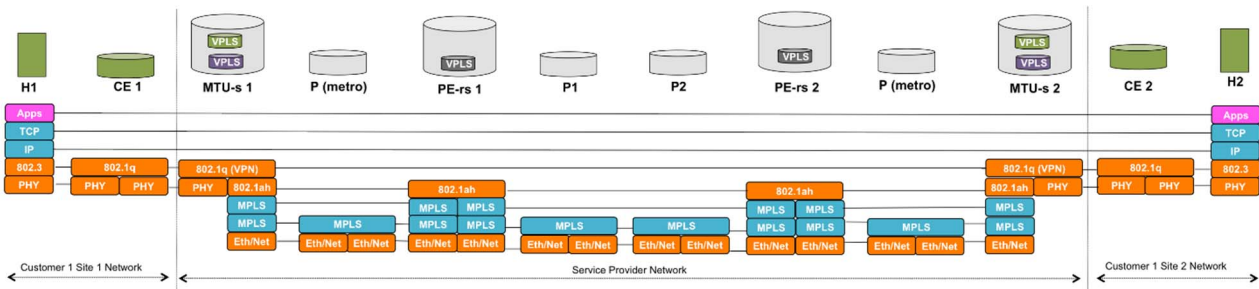 VPLS VPLS
VPLS VPLS
VPLS VPLS
H1 CE 1 MTU-s 1 P (metro) PE-rs 1 P1 P2 PE-rs 2 P (metro) MTU-s 2 CE 2 H2
Apps Apps
TCP TCP
IP IP
802.3 802.1q 802.1q (VPN) 802.1q (VPN) 802.1q 802.3
PHY PHY PHY PHY 802.1ah 802.1ah 802.1ah 802.1ah PHY PHY PHY PHY
MPLS MPLS MPLS MPLS MPLS MPLS
MPLS MPLS MPLS MPLS MPLS MPLS MPLS MPLS MPLS MPLS
Eth/Net Eth/Net Eth/Net Eth/Net Eth/Net Eth/Net Eth/Net Eth/Net Eth/Net Eth/Net Eth/Net Eth/Net Eth/Net Eth/Net
Customer 1 Site 1 Network Service Provider Network Customer 1 Site 2 Network